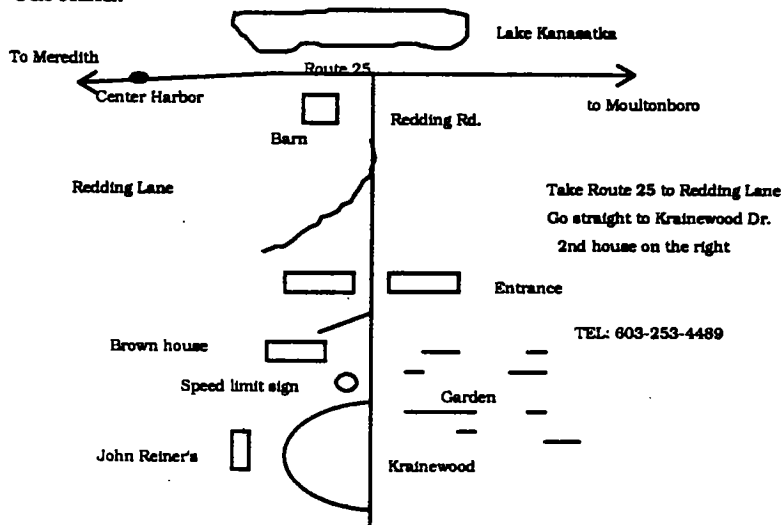 Lake Kanasatka
To Meredith
Route 25
Center Harbor
to Moultonboro
Barn
Redding Rd.
Redding Lane
Take Route 25 to Redding Lane
Go straight to Krainewood Dr.
2nd house on the right
Entrance
TEL: 603-253-4489
Brown house
Speed limit sign
Garden
John Reiner's
Krainewood